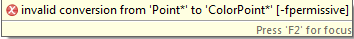 invalid conversion from 'Point*' to 'ColorPoint*' [-fpermissive]
Press 'F2' for focus